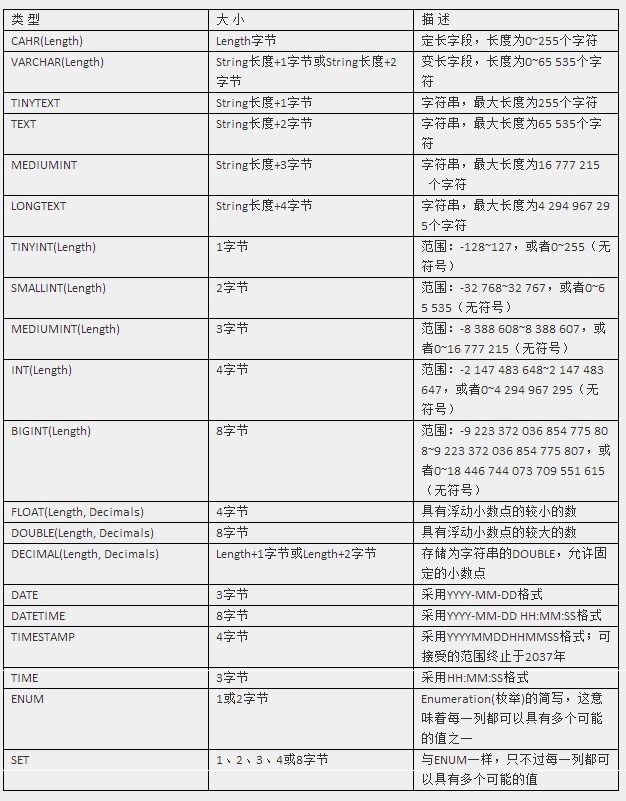 类 型 大 小 描 述
CAHR(Length) Length字节 定长字段，长度为0~255个字符
VARCHAR(Length) String长度+1字节或String长度+2 变长字段，长度为0~65 535个字
字节 符
TINYTEXT String长度+1字节 字符串，最大长度为255个字符
TEXT String长度+2字节 字符串，最大长度为65 535个字
符
MEDIUMINT String长度+3字节 字符串，最大长度为16 777 215
个字符
LONGTEXT String长度+4字节 字符串，最大长度为4 294 967 29
5个字符
TINYINT(Length) 1字节 范围：-128~127，或者0~255（无
符号）
SMALLINT(Length) 2字节 范围：-32 768~32 767，或者0~6
5 535（无符号）
MEDIUMINT(Length) 3字节 范围：-8 388 608~8 388 607，或
者0~16 777 215（无符号）
INT(Length) 4字节 范围：-2 147 483 648~2 147 483
647，或者0~4 294 967 295（无
符号）
BIGINT(Length) 8字节 范围：-9 223 372 036 854 775 80
8~9 223 372 036 854 775 807，或
者0~18 446 744 073 709 551 615
（无符号）
FLOAT(Length, Decimals) 4字节 具有浮动小数点的较小的数
DOUBLE(Length, Decimals) 8字节 具有浮动小数点的较大的数
DECIMAL(Length, Decimals) Length+1字节或Length+2字节 存储为字符串的DOUBLE，允许固
定的小数点
DATE 3字节 采用YYYY-MM-DD格式
DATETIME 8字节 采用YYYY-MM-DD HH:MM:SS格式
TIMESTAMP 4字节 采用YYYYMMDDHHMMSS格式；可
接受的范围终止于2037年
TIME 3字节 采用HH:MM:SS格式
ENUM 1或2字节 Enumeration(枚举)的简写，这意
味着每一列都可以具有多个可能
的值之一
SET 1、2、3、4或8字节 与ENUM一样，只不过每一列都可
以具有多个可能的值